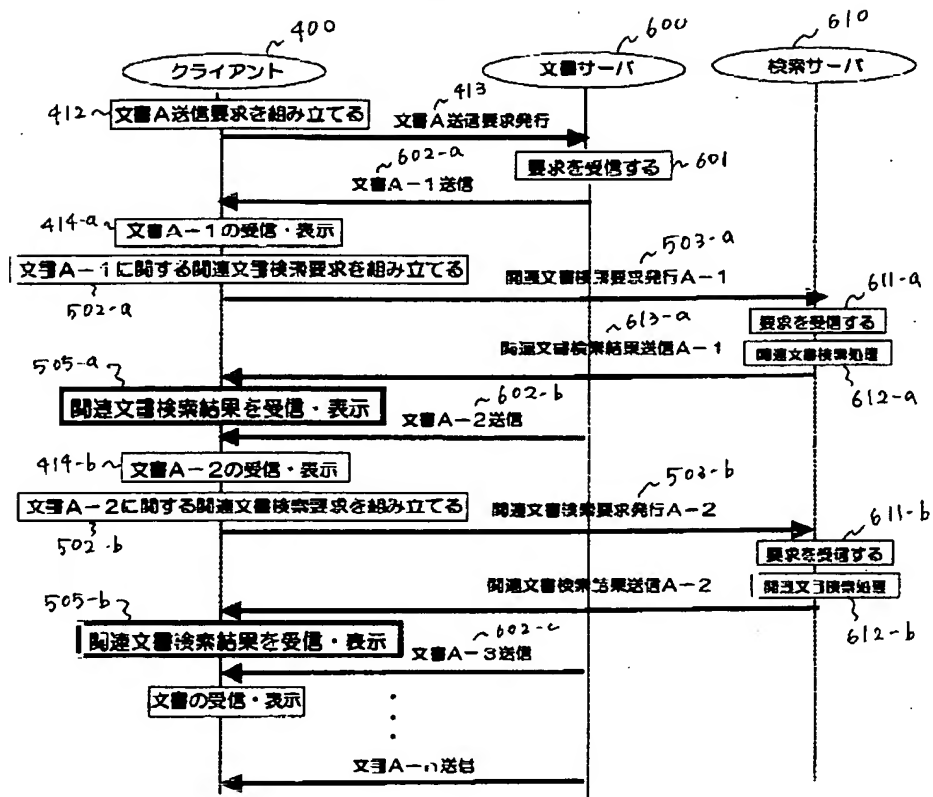 400
600
610
クライアント
文書サーバ
検索サーバ
412
文書A送信要求を組み立てる
413
文書A送信要求発行
602-a
要求を受信する
601
文書A-1送信
414-a
文書A-1の受信・表示
503-a
文書A-1に関する関連文書検索要求を組み立てる
関連文書検索要求発行A-1
502-a
611-a
613-a
要求を受信する
関連文書検索結果送信A-1
関連文書検索処理
505-a
612-a
602-b
関連文書検索結果を受信・表示
文書A-2送信
414-b
文書A-2の受信・表示
503-b
文書A-2に関する関連文書検索要求を組み立てる
関連文書検索要求発行A-2
502-b
611-b
要求を受信する
関連文書検索結果送信A-2
関連文書検索処理
505-b
612-b
602-c
関連文書検索結果を受信・表示
文書A-3送信
文書の受信・表示
文書A-n送信